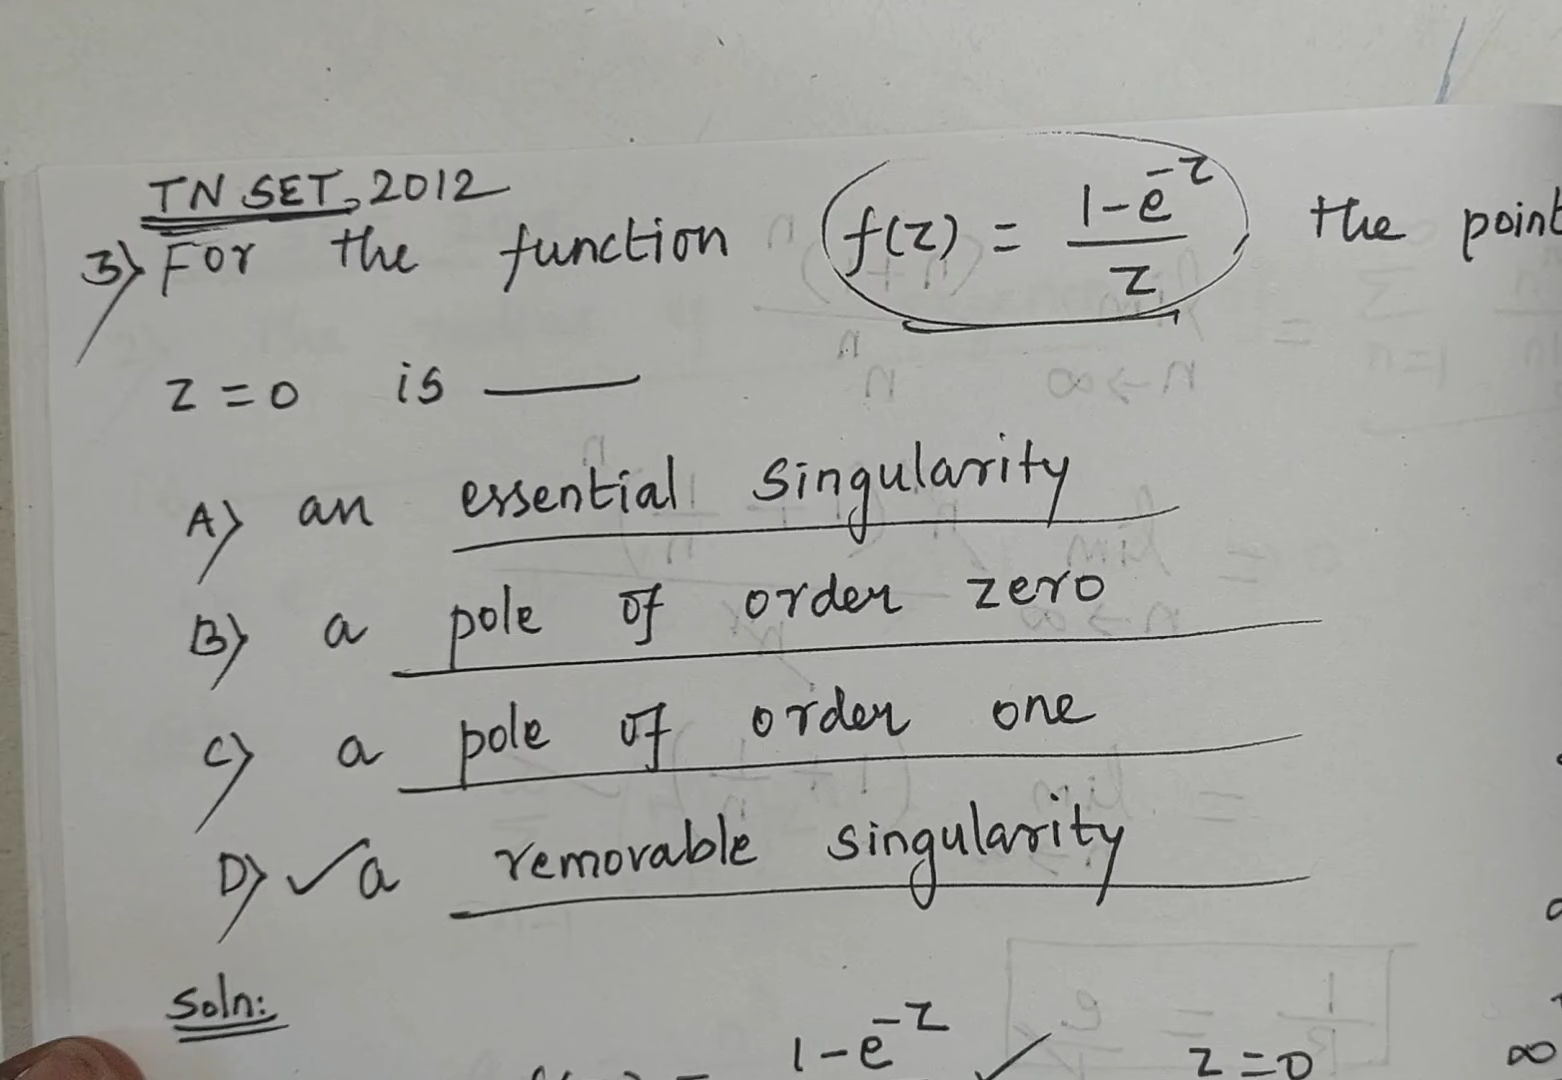 TN SET, 2012
3) For the function f(z) = 1-e^-z / z the point
z = 0 is ——
A) an essential singularity
B) a pole of order zero
C) a pole of order one
D) ✓ a removable singularity
Soln:
1-e^-z ✓ z = 0 ∞